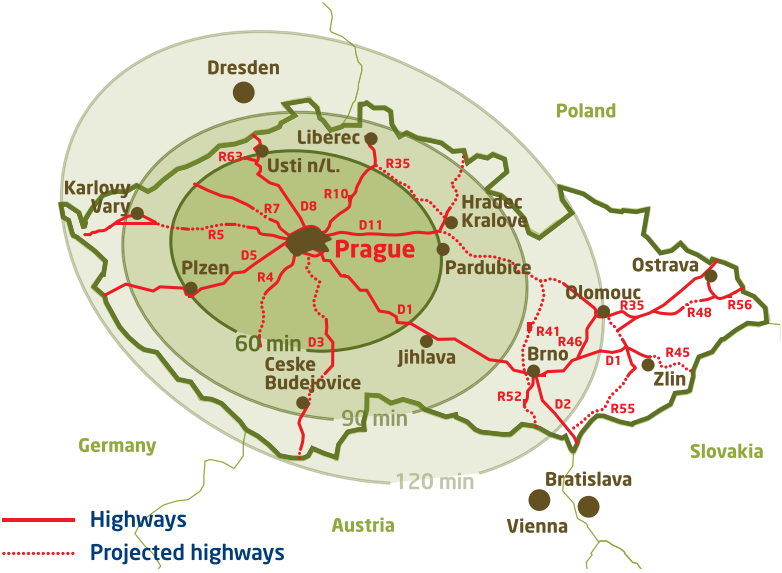 Dresden
Poland
Liberec
R63
Usti n/L.
R35
Karlovy
Vary
R10
Hradec
Kralove
R7
D8
D11
R5
Prague
D5
Plzen
R4
Pardubice
Ostrava
Olomouc
R35
R56
R48
D1
R41
60 min
D3
R46
Jihlava
Brno
D1
R45
Ceske
Budejovice
Zlin
R52
D2
R55
90 min
Germany
Slovakia
120 min
Bratislava
Highways
Austria
Vienna
Projected highways